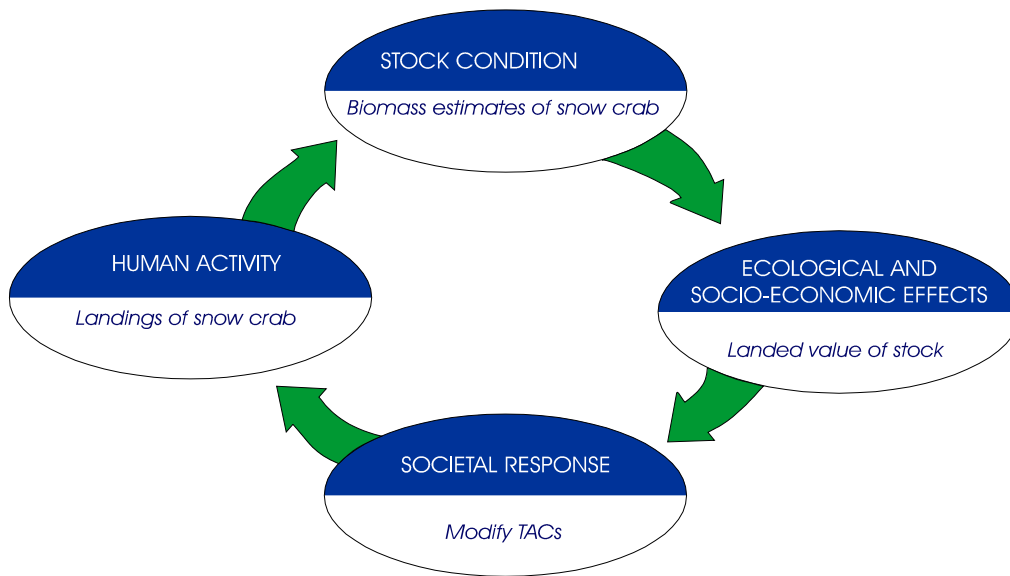 STOCK CONDITION
Biomass estimates of snow crab
HUMAN ACTIVITY
Landings of snow crab
ECOLOGICAL AND
SOCIO-ECONOMIC EFFECTS
Landed value of stock
SOCIETAL RESPONSE
Modify TACs